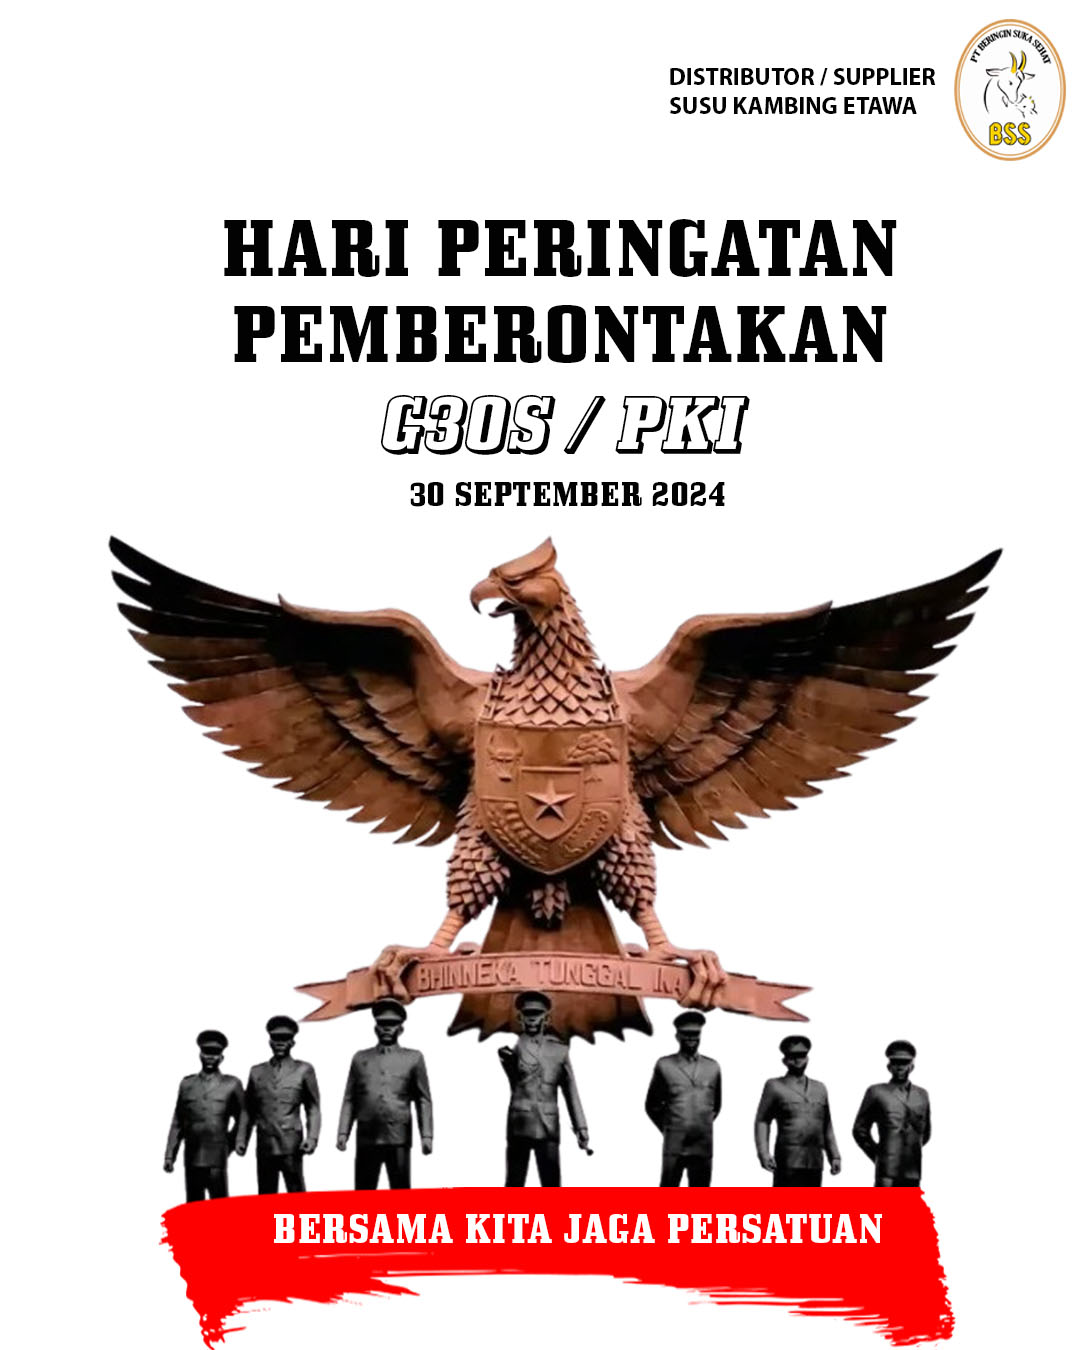 DISTRIBUTOR / SUPPLIER
SUSU KAMBING ETAWA
PT BERINGIN SUKA SEHAT
BSS
HARI PERINGATAN
PEMBERONTAKAN
G30S / PKI
30 SEPTEMBER 2024
BHINNEKA TUNGGAL IKA
BERSAMA KITA JAGA PERSATUAN